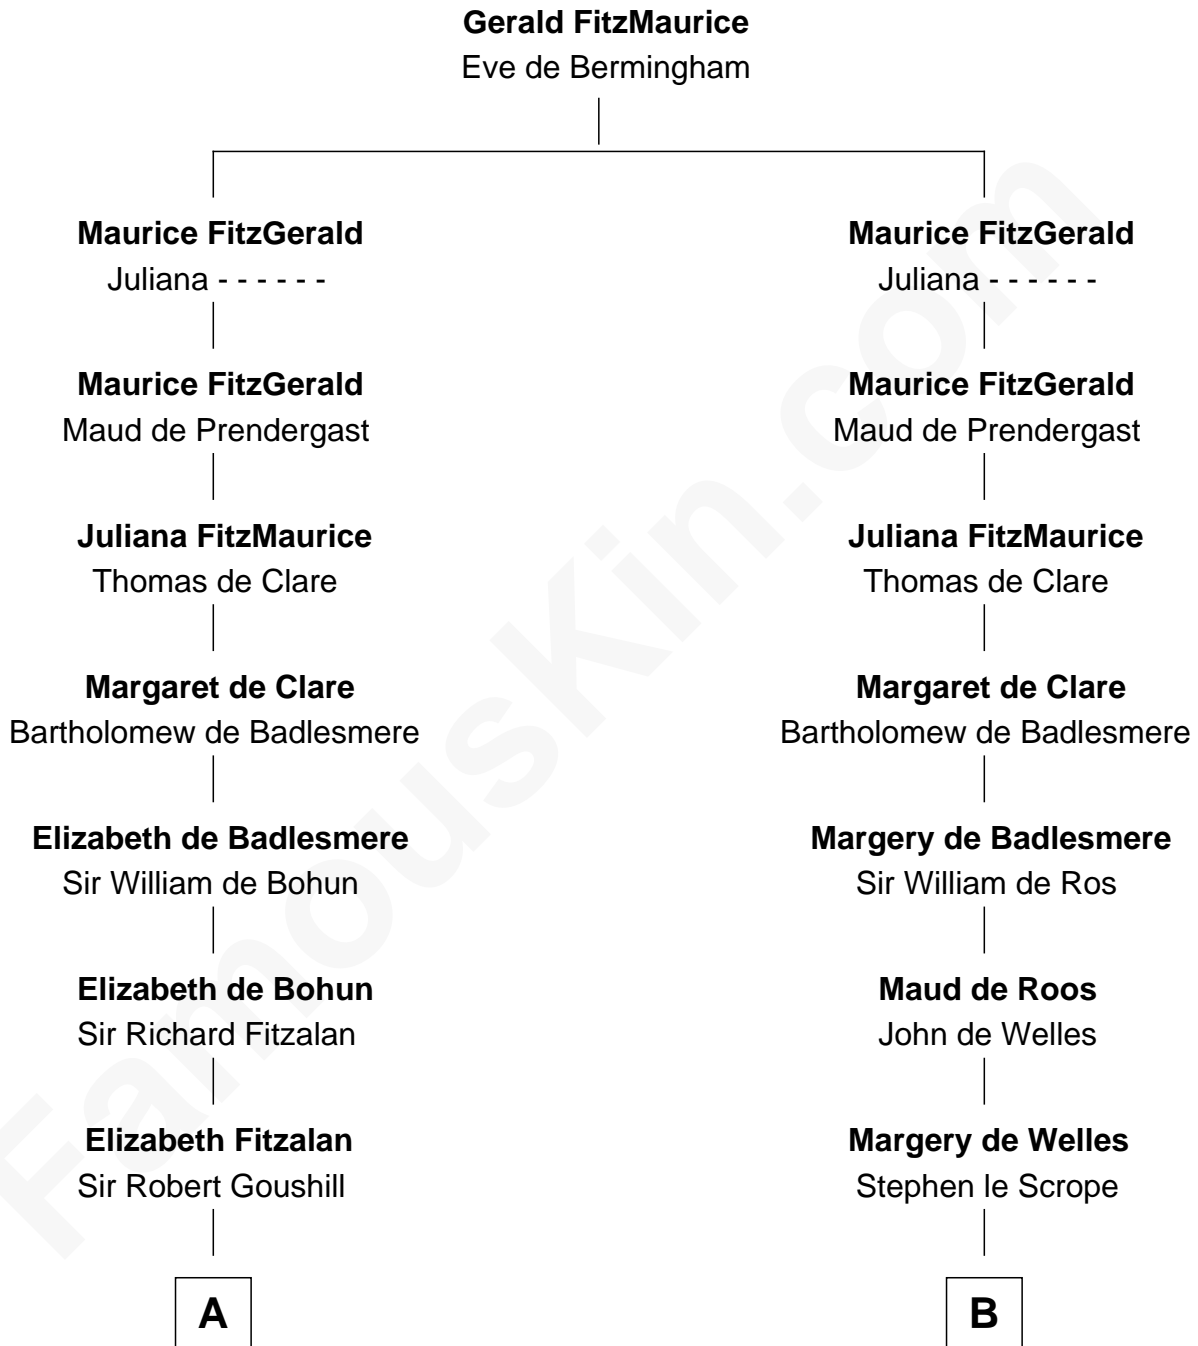 Gerald FitzMaurice
Eve de Bermingham
Maurice FitzGerald
Juliana - - - - - -
Maurice FitzGerald
Juliana - - - - - -
Maurice FitzGerald
Maud de Prendergast
Maurice FitzGerald
Maud de Prendergast
Juliana FitzMaurice
Thomas de Clare
Juliana FitzMaurice
Thomas de Clare
Margaret de Clare
Bartholomew de Badlesmere
Margaret de Clare
Bartholomew de Badlesmere
Elizabeth de Badlesmere
Sir William de Bohun
Margery de Badlesmere
Sir William de Ros
Elizabeth de Bohun
Sir Richard Fitzalan
Maud de Roos
John de Welles
Elizabeth Fitzalan
Sir Robert Goushill
Margery de Welles
Stephen le Scrope
A
B
FamousKin.com